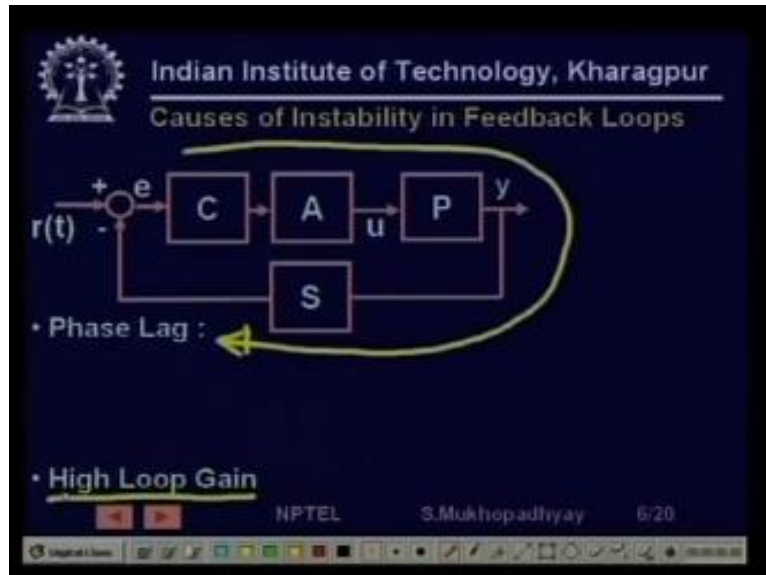 Indian Institute of Technology, Kharagpur
Causes of Instability in Feedback Loops
+ e C A u P y
r(t) -
S
• Phase Lag :
• High Loop Gain
NPTEL S.Mukhopadhyay 6/20